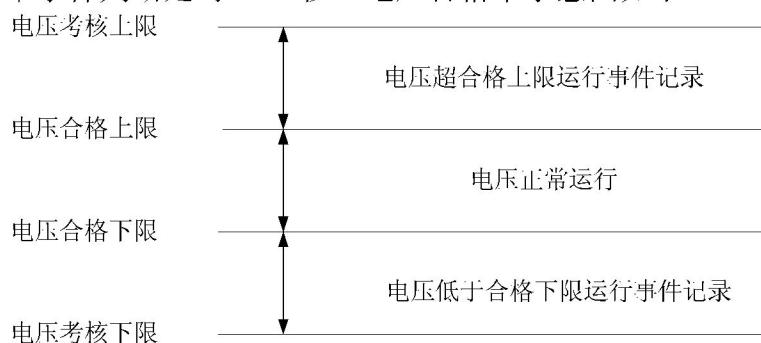 电压考核上限
电压超合格上限运行事件记录
电压合格上限
电压正常运行
电压合格下限
电压低于合格下限运行事件记录
电压考核下限